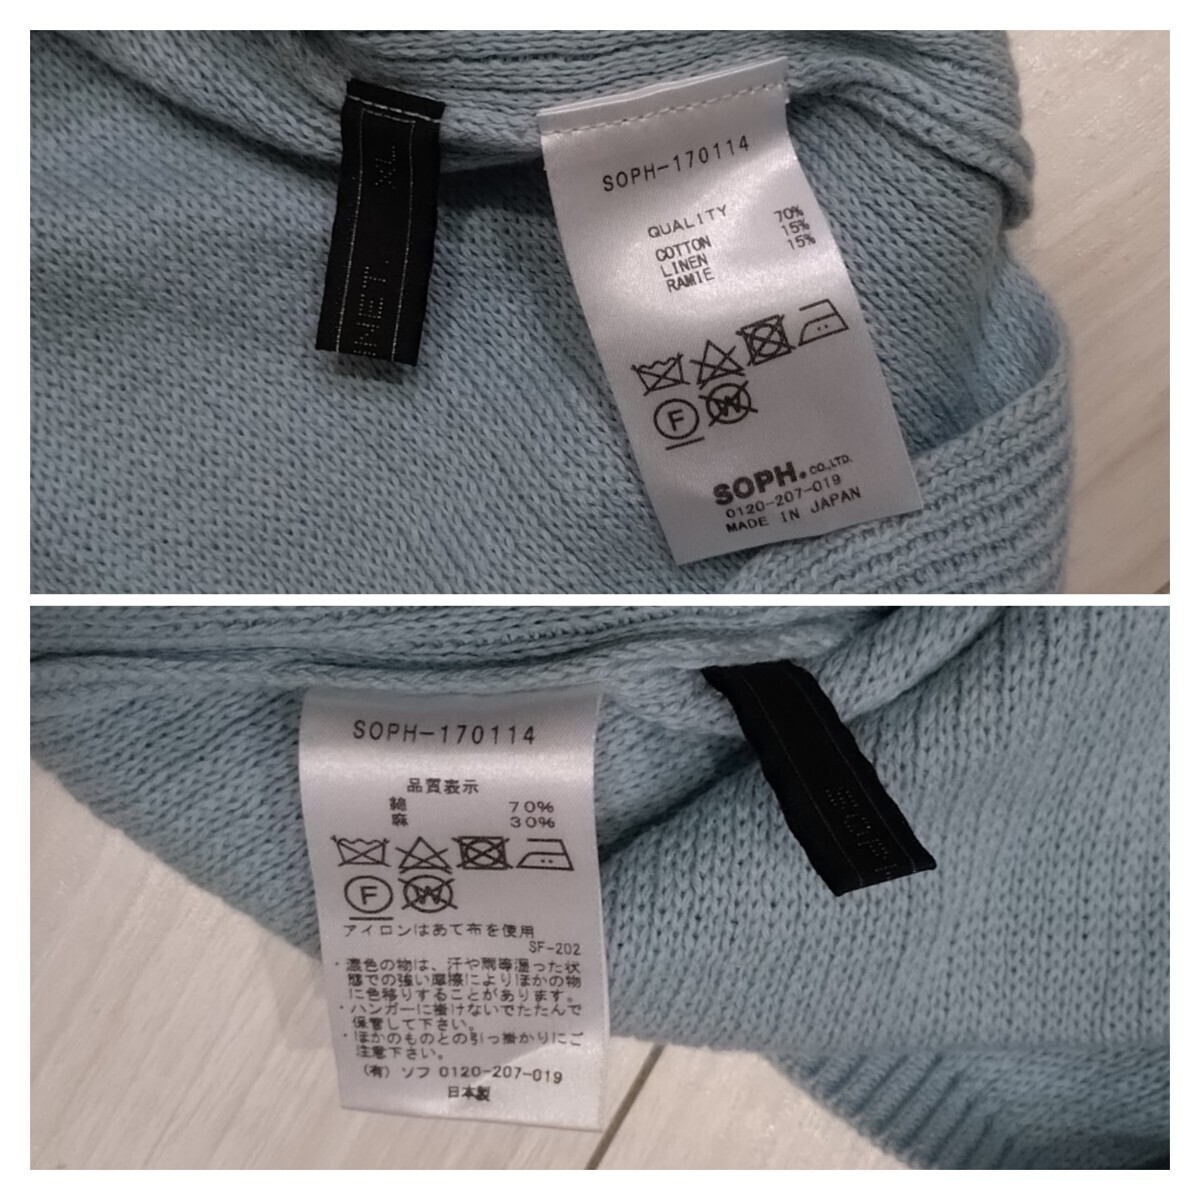 XL
NET.
SOPH-170114
QUALITY
COTTON 70%
LINEN 15%
RAMIE 15%
F
W
SOPH. CO.,LTD.
0120-207-019
MADE IN JAPAN
SOPH-170114
品質表示
綿 70%
麻 30%
F
W
アイロンはあて布を使用
SF-202
・濃色の物は、汗や雨等湿った状
態での強い摩擦によりほかの物
に色移りすることがあります。
・ハンガーに掛けないでたたんで
保管して下さい。
・ほかのものとの引っ掛かりにご
注意下さい。
(有) ソフ 0120-207-019
日本製